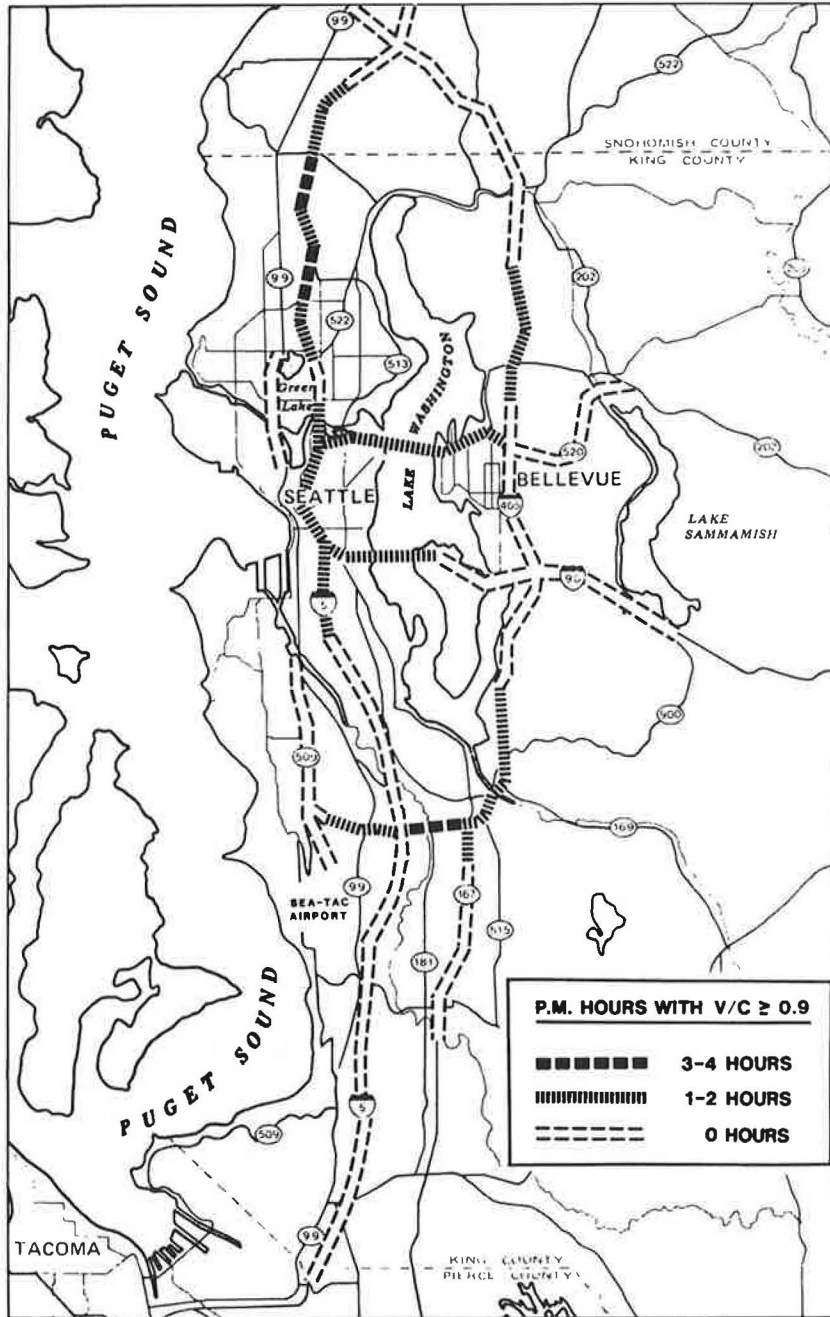 99
522
SNOHOMISH COUNTY
KING COUNTY
PUGET SOUND
99
202
522
513
Green
Lake
LAKE WASHINGTON
520
202
SEATTLE
BELLEVUE
405
LAKE
SAMMAMISH
90
5
900
509
169
99
167
SEA-TAC
AIRPORT
515
181
P.M. HOURS WITH V/C ≥ 0.9
3-4 HOURS
1-2 HOURS
0 HOURS
PUGET SOUND
5
509
99
TACOMA
KING COUNTY
PIERCE COUNTY